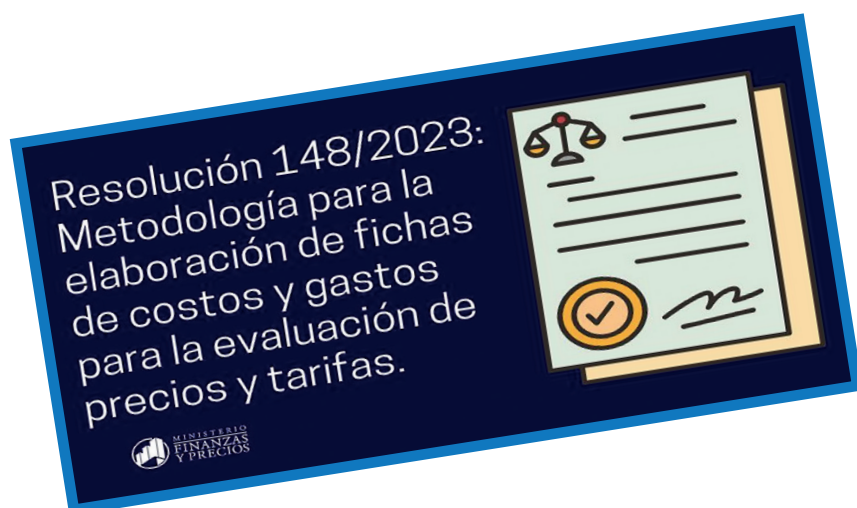 Resolución 148/2023:
Metodología para la
elaboración de fichas
de costos y gastos
para la evaluación de
precios y tarifas.
MINISTERIO
FINANZAS
Y PRECIOS